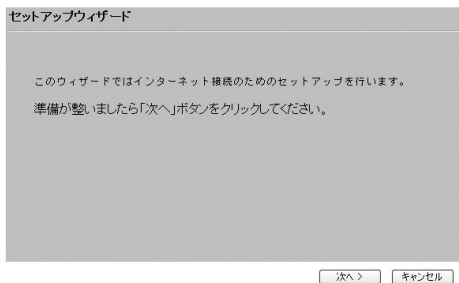 セットアップウィザード
このウィザードではインターネット接続のためのセットアップを行います。
準備が整いましたら「次へ」ボタンをクリックしてください。
次へ >
キャンセル